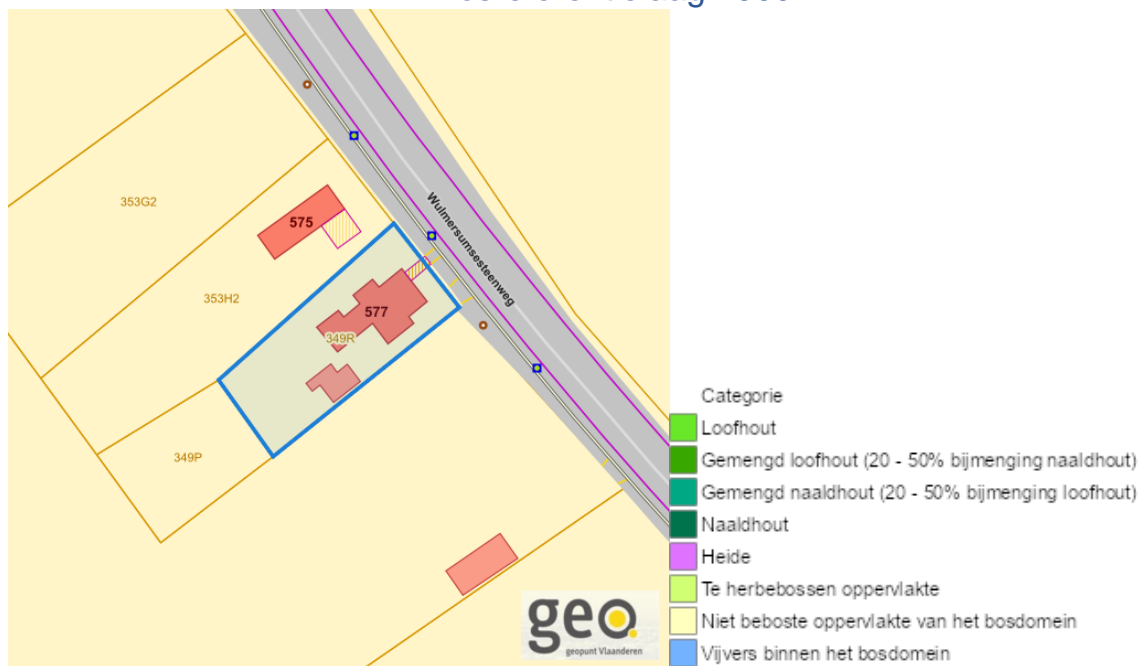 353G2
575
Wulmersumsesteenweg
353H2
577
349R
349P
Categorie
Loofhout
Gemengd loofhout (20 - 50% bijmenging naaldhout)
Gemengd naaldhout (20 - 50% bijmenging loofhout)
Naaldhout
Heide
Te herbebossen oppervlakte
Niet beboste oppervlakte van het bosdomein
Vijvers binnen het bosdomein
geo.
geopunt Vlaanderen